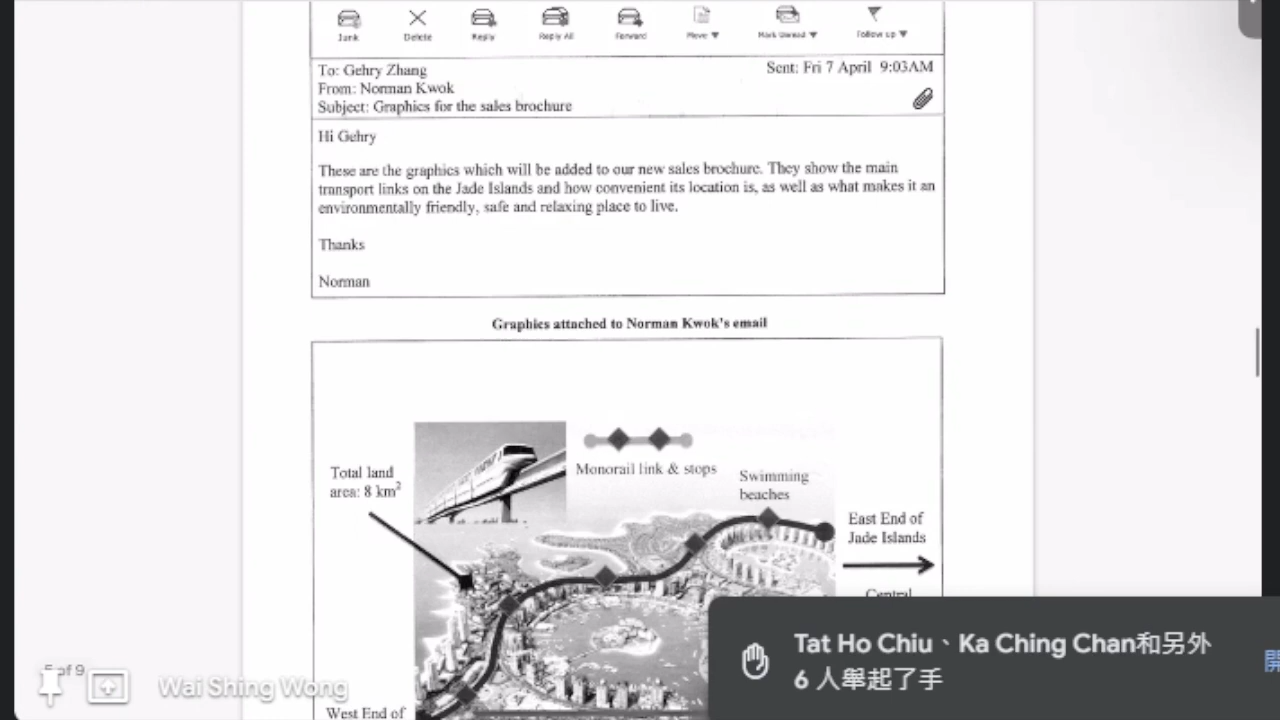 Junk Delete Reply Reply All Forward Move ▼ Mark Unread ▼ Follow up ▼
To: Gehry Zhang
Sent: Fri 7 April 9:03AM
From: Norman Kwok
Subject: Graphics for the sales brochure
Hi Gehry
These are the graphics which will be added to our new sales brochure. They show the main
transport links on the Jade Islands and how convenient its location is, as well as what makes it an
environmentally friendly, safe and relaxing place to live.
Thanks
Norman
Graphics attached to Norman Kwok's email
Total land
area: 8 km²
Monorail link & stops
Swimming
beaches
East End of
Jade Islands
Central
West End of
5 of 9
Wai Shing Wong
Tat Ho Chiu、Ka Ching Chan和另外
6 人舉起了手
開